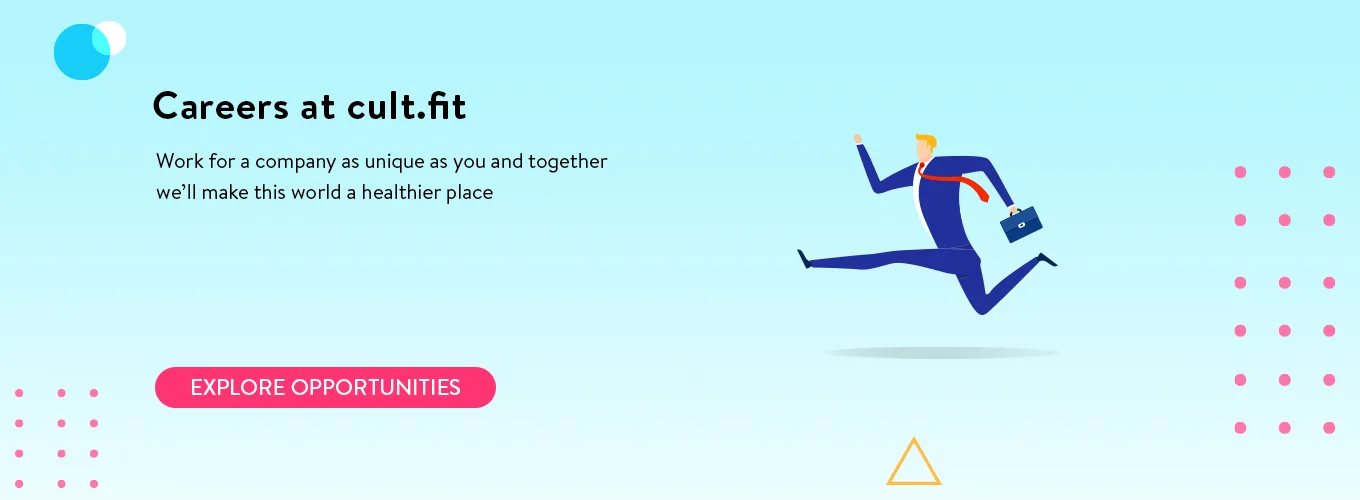 Careers at cult.fit
Work for a company as unique as you and together
we’ll make this world a healthier place
EXPLORE OPPORTUNITIES